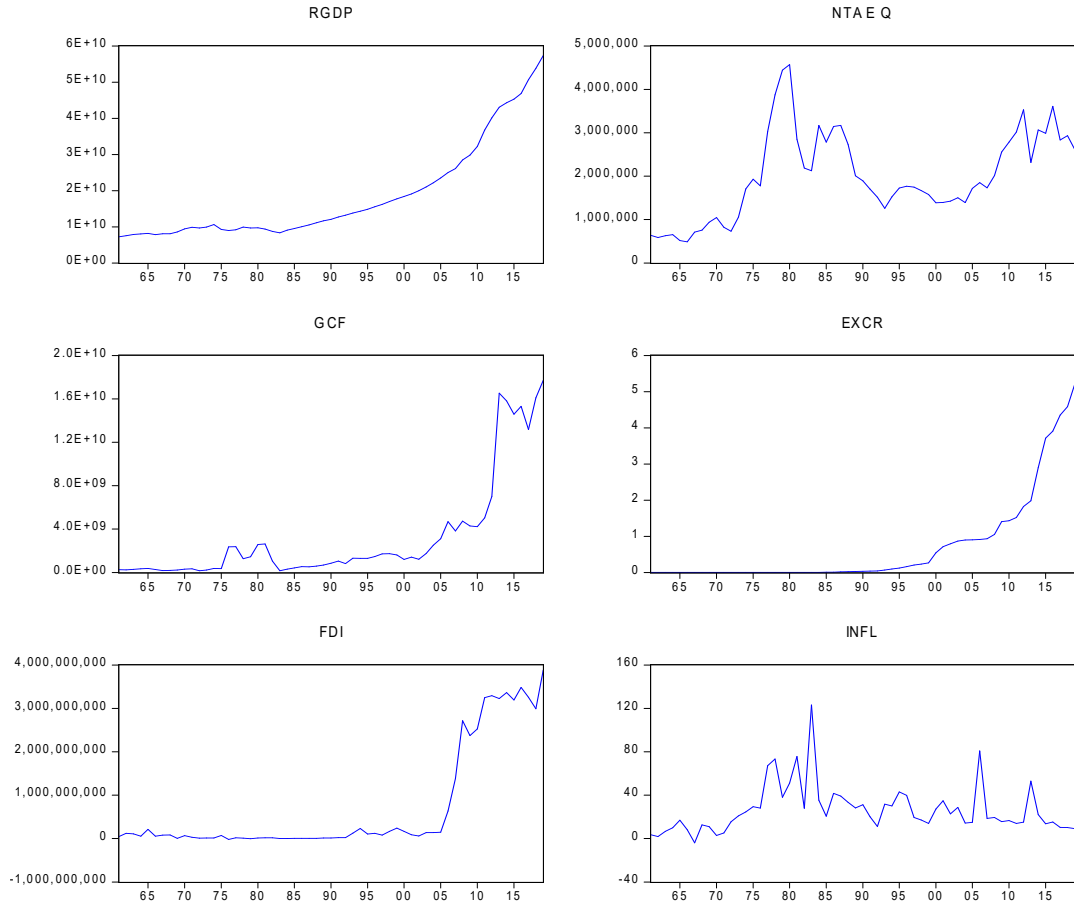 RGDP
6E+10
5E+10
4E+10
3E+10
2E+10
1E+10
0E+00
65 70 75 80 85 90 95 00 05 10 15
NTAEQ
5,000,000
4,000,000
3,000,000
2,000,000
1,000,000
0
65 70 75 80 85 90 95 00 05 10 15
GCF
2.0E+10
1.6E+10
1.2E+10
8.0E+09
4.0E+09
0.0E+00
65 70 75 80 85 90 95 00 05 10 15
EXCR
6
5
4
3
2
1
0
65 70 75 80 85 90 95 00 05 10 15
FDI
4,000,000,000
3,000,000,000
2,000,000,000
1,000,000,000
0
-1,000,000,000
65 70 75 80 85 90 95 00 05 10 15
INFL
160
120
80
40
0
-40
65 70 75 80 85 90 95 00 05 10 15